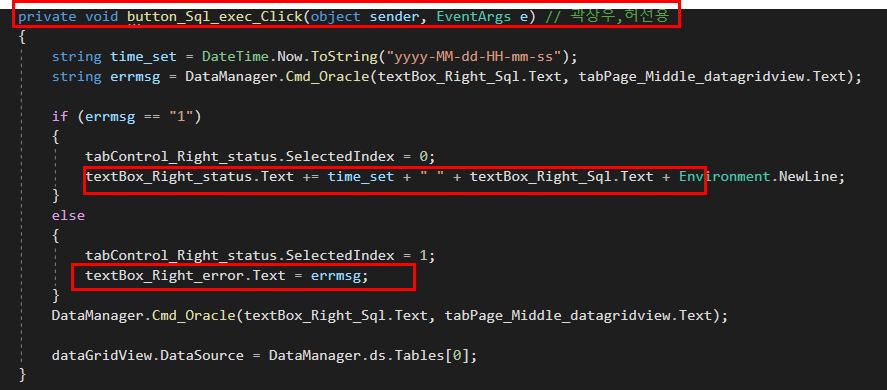 private void button_Sql_exec_Click(object sender, EventArgs e) // 곽상우,허선용
{
string time_set = DateTime.Now.ToString("yyyy-MM-dd-HH-mm-ss");
string errmsg = DataManager.Cmd_Oracle(textBox_Right_Sql.Text, tabPage_Middle_datagridview.Text);
if (errmsg == "1")
{
tabControl_Right_status.SelectedIndex = 0;
textBox_Right_status.Text += time_set + " " + textBox_Right_Sql.Text + Environment.NewLine;
}
else
{
tabControl_Right_status.SelectedIndex = 1;
textBox_Right_error.Text = errmsg;
}
DataManager.Cmd_Oracle(textBox_Right_Sql.Text, tabPage_Middle_datagridview.Text);
dataGridView.DataSource = DataManager.ds.Tables[0];
}